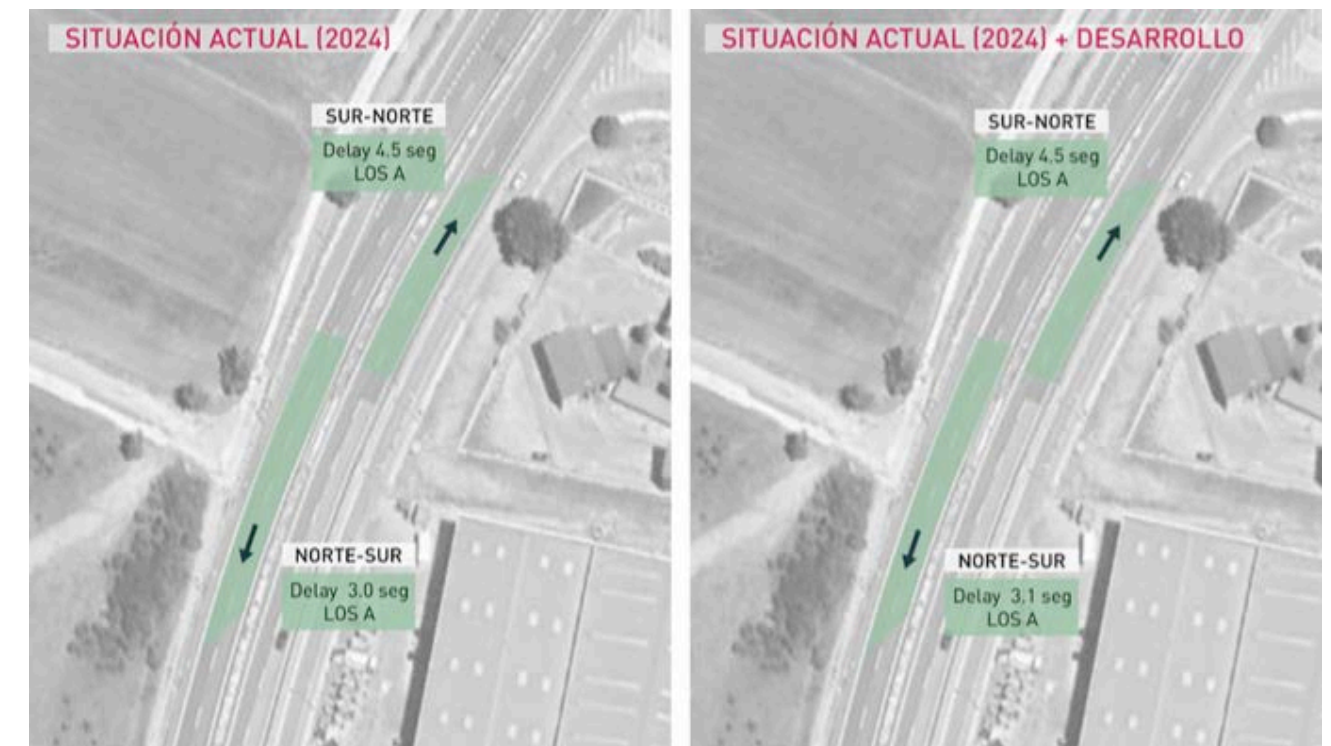 SITUACIÓN ACTUAL (2024)
SUR-NORTE
Delay 4.5 seg
LOS A
NORTE-SUR
Delay 3.0 seg
LOS A
SITUACIÓN ACTUAL (2024) + DESARROLLO
SUR-NORTE
Delay 4.5 seg
LOS A
NORTE-SUR
Delay 3.1 seg
LOS A